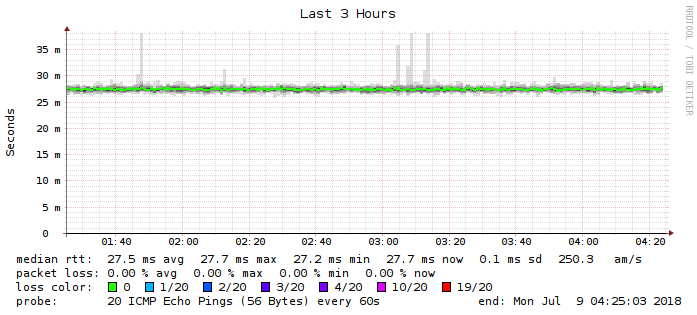 Last 3 Hours
RRDTOOL / TOBI OETIKER
Seconds
35 m
30 m
25 m
20 m
15 m
10 m
5 m
0
01:40 02:00 02:20 02:40 03:00 03:20 03:40 04:00 04:20
median rtt: 27.5 ms avg 27.7 ms max 27.2 ms min 27.7 ms now 0.1 ms sd 250.3 am/s
packet loss: 0.00 % avg 0.00 % max 0.00 % min 0.00 % now
loss color: 0 1/20 2/20 3/20 4/20 10/20 19/20
probe: 20 ICMP Echo Pings (56 Bytes) every 60s end: Mon Jul 9 04:25:03 2018